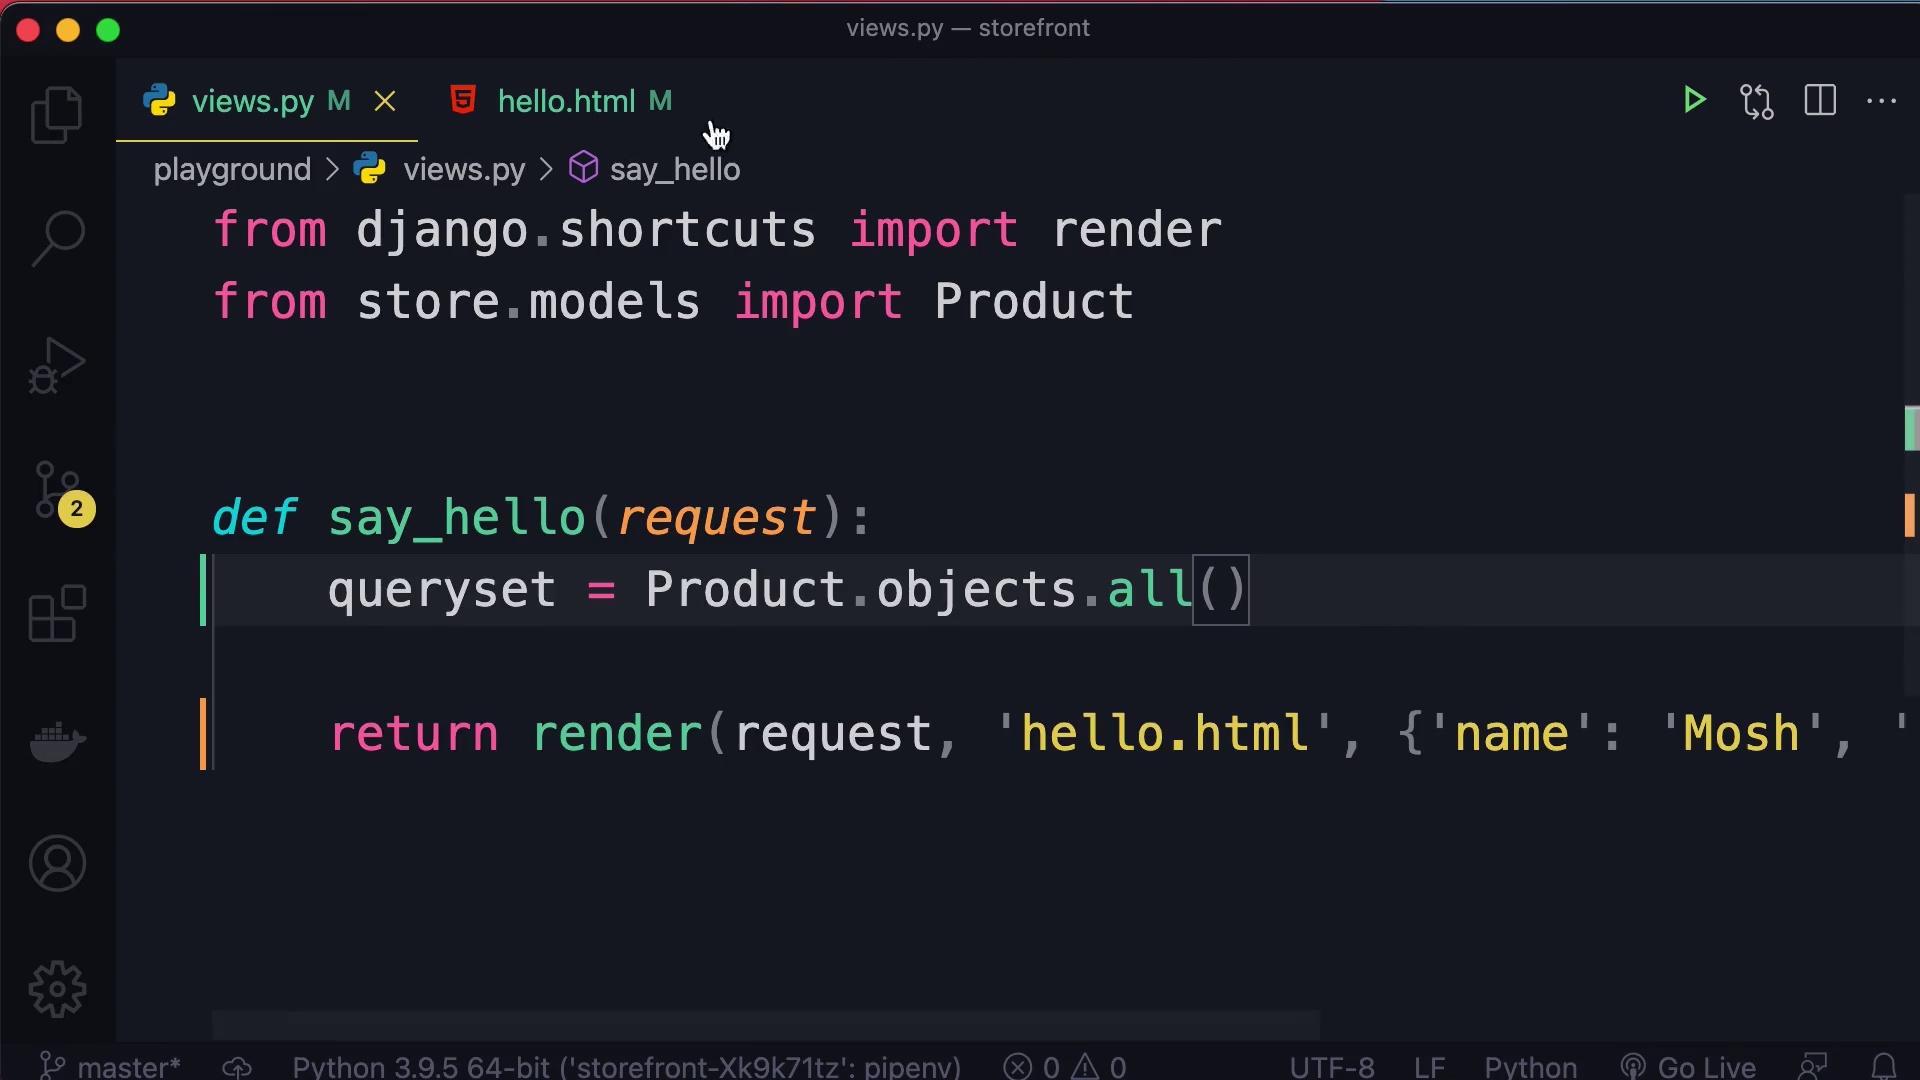 views.py — storefront
views.py M hello.html M
playground > views.py > say_hello
from django.shortcuts import render
from store.models import Product
def say_hello(request):
2
    queryset = Product.objects.all()
    return render(request, 'hello.html', {'name': 'Mosh', '
master* Python 3.9.5 64-bit ('storefront-Xk9k71tz': pipenv) 0 0 UTF-8 LF Python Go Live